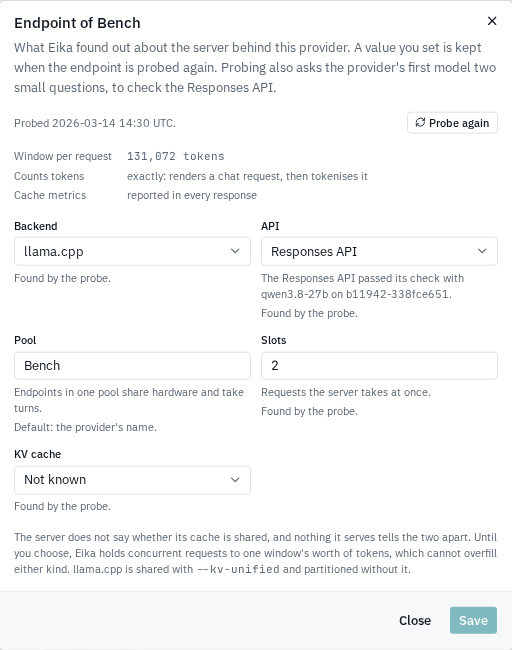 Endpoint of Bench
What Eika found out about the server behind this provider. A value you set is kept
when the endpoint is probed again. Probing also asks the provider's first model two
small questions, to check the Responses API.
Probed 2026-03-14 14:30 UTC.
Probe again
Window per request 131,072 tokens
Counts tokens exactly: renders a chat request, then tokenises it
Cache metrics reported in every response
Backend
llama.cpp
Found by the probe.
API
Responses API
The Responses API passed its check with
qwen3.8-27b on b11942-338fce651.
Found by the probe.
Pool
Bench
Endpoints in one pool share hardware and take
turns.
Default: the provider's name.
Slots
2
Requests the server takes at once.
Found by the probe.
KV cache
Not known
Found by the probe.
The server does not say whether its cache is shared, and nothing it serves tells the two apart. Until
you choose, Eika holds concurrent requests to one window's worth of tokens, which cannot overfill
either kind. llama.cpp is shared with --kv-unified and partitioned without it.
Close
Save